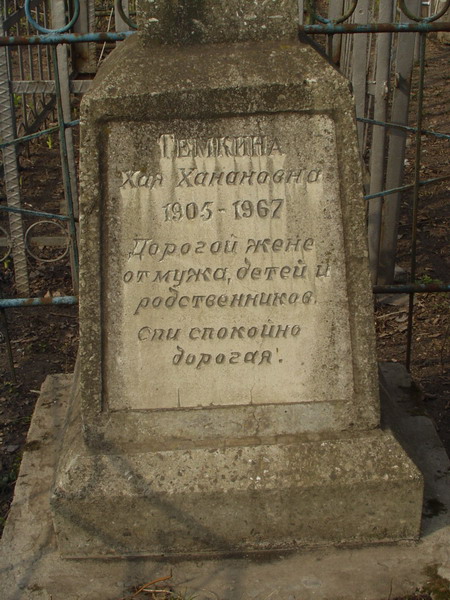 Темкина
Хая Ханановна
1905-1967
Дорогой жене
от мужа, детей и
родственников.
Спи спокойно
дорогая.